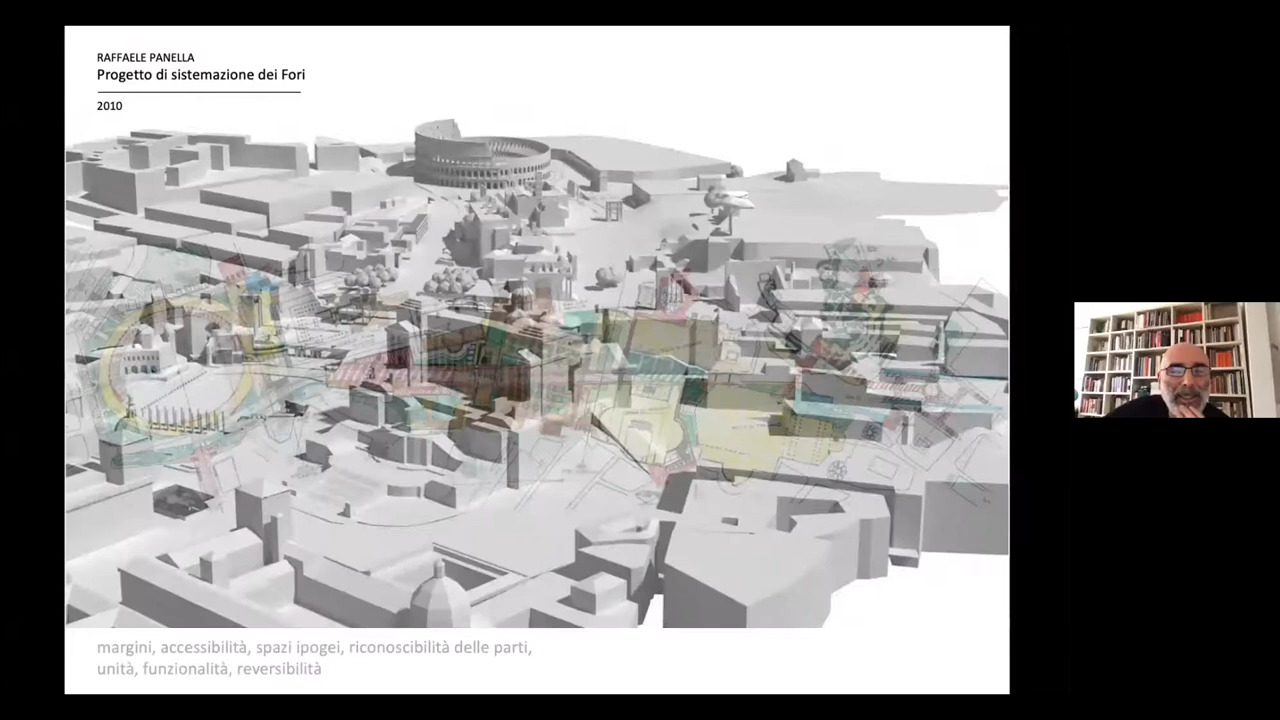 RAFFAELE PANELLA
Progetto di sistemazione dei Fori
2010
margini, accessibilità, spazi ipogei, riconoscibilità delle parti,
unità, funzionalità, reversibilità